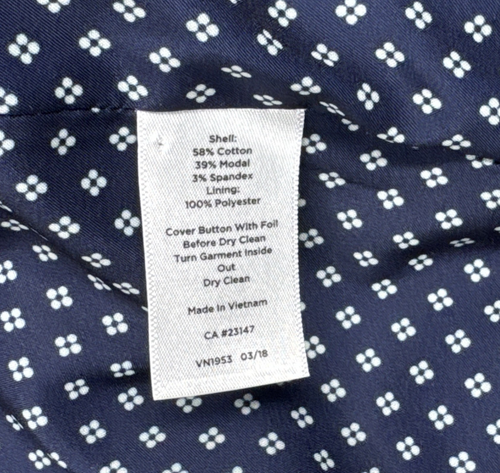 Shell:
58% Cotton
39% Modal
3% Spandex
Lining:
100% Polyester
Cover Button With Foil
Before Dry Clean
Turn Garment Inside
Out
Dry Clean
Made In Vietnam
CA #23147
VN1953 03/18